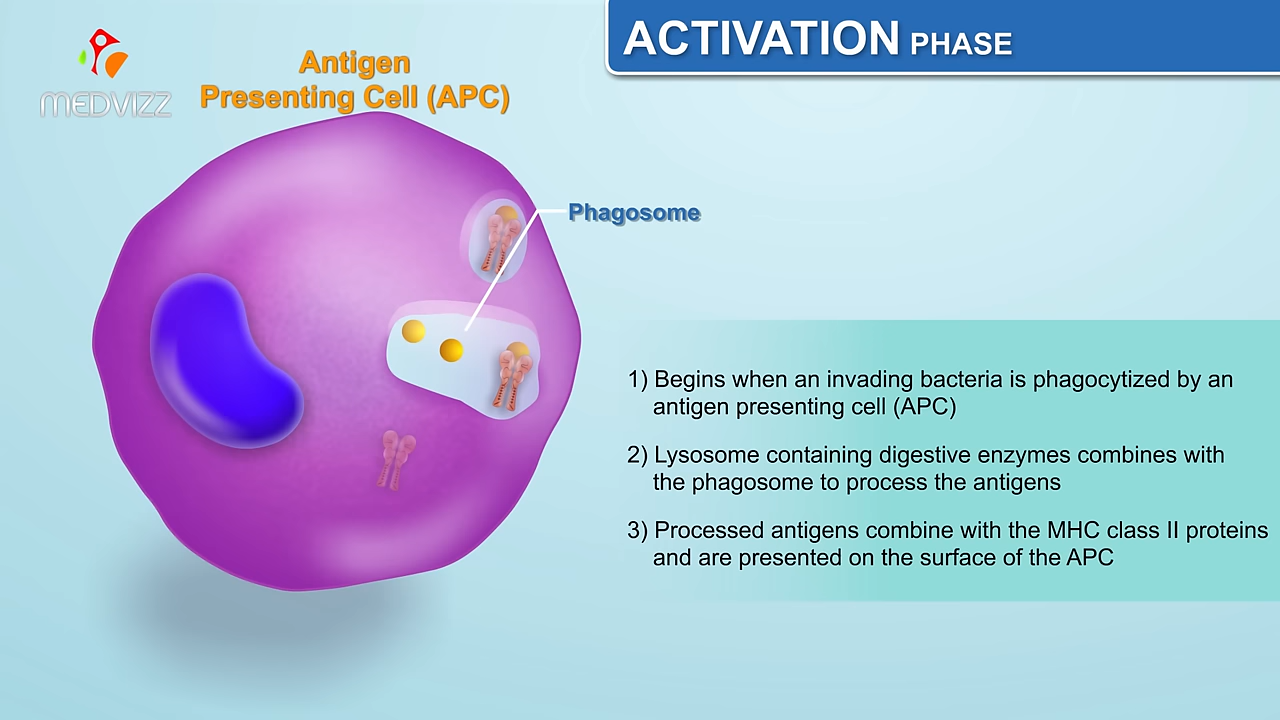 ACTIVATION PHASE
MEDVIZZ
Antigen
Presenting Cell (APC)
Phagosome
1) Begins when an invading bacteria is phagocytized by an
antigen presenting cell (APC)
2) Lysosome containing digestive enzymes combines with
the phagosome to process the antigens
3) Processed antigens combine with the MHC class II proteins
and are presented on the surface of the APC